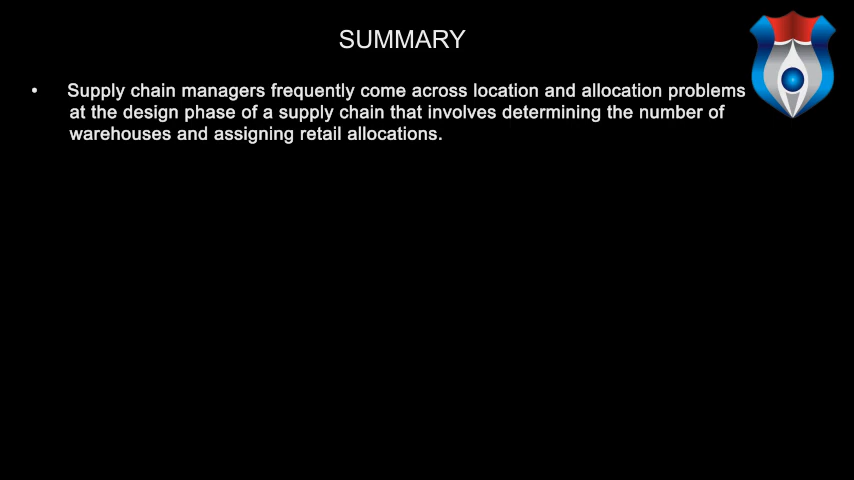 SUMMARY
• Supply chain managers frequently come across location and allocation problems
at the design phase of a supply chain that involves determining the number of
warehouses and assigning retail allocations.